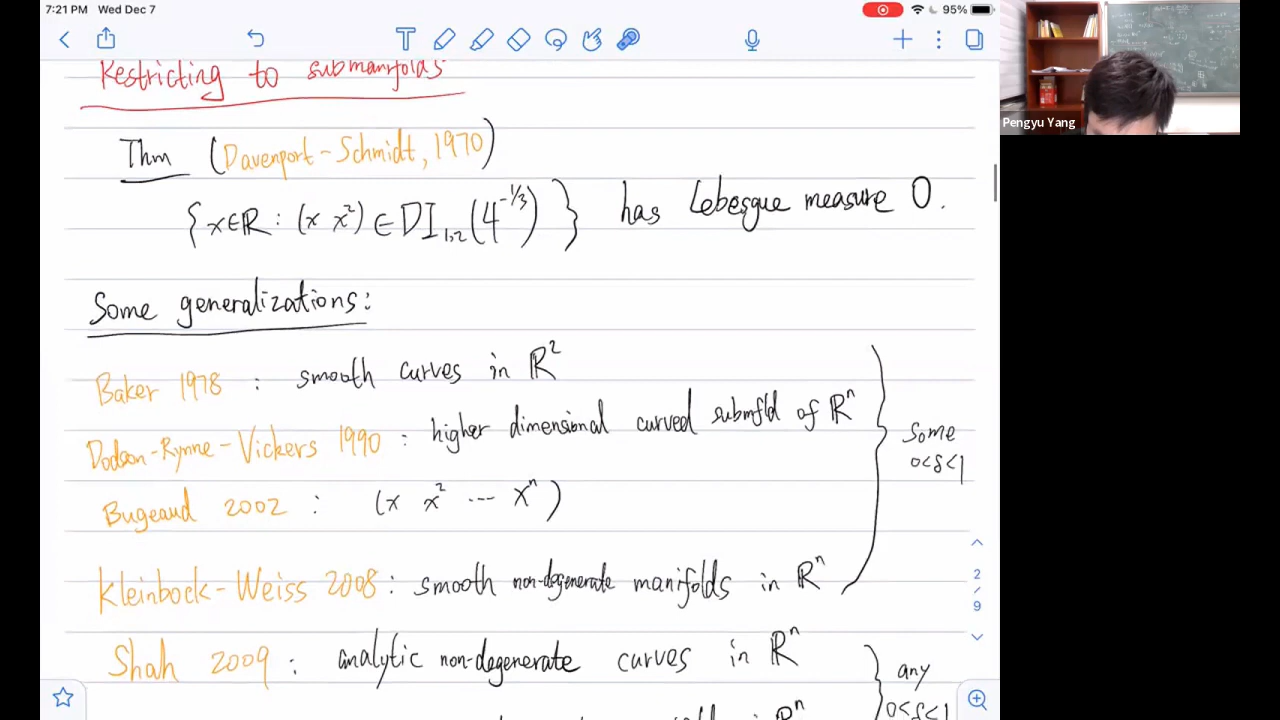 7:21 PM Wed Dec 7
95%
Restricting to submanifolds
Pengyu Yang
Thm (Davenport-Schmidt, 1970)
{x∈ℝ : (x x²) ∈ DI₁,₂(4^{-1/3})} has Lebesgue measure 0.
Some generalizations:
Baker 1978 : smooth curves in ℝ²
Dodson-Rynne-Vickers 1990 : higher dimensional curved submfld of ℝⁿ
some
0<δ<1
Bugeaud 2002 : (x x² ... xⁿ)
Kleinbock-Weiss 2008 : smooth non-degenerate manifolds in ℝⁿ
2
/
9
Shah 2009 : analytic non-degenerate curves in ℝⁿ
any
0<δ<1